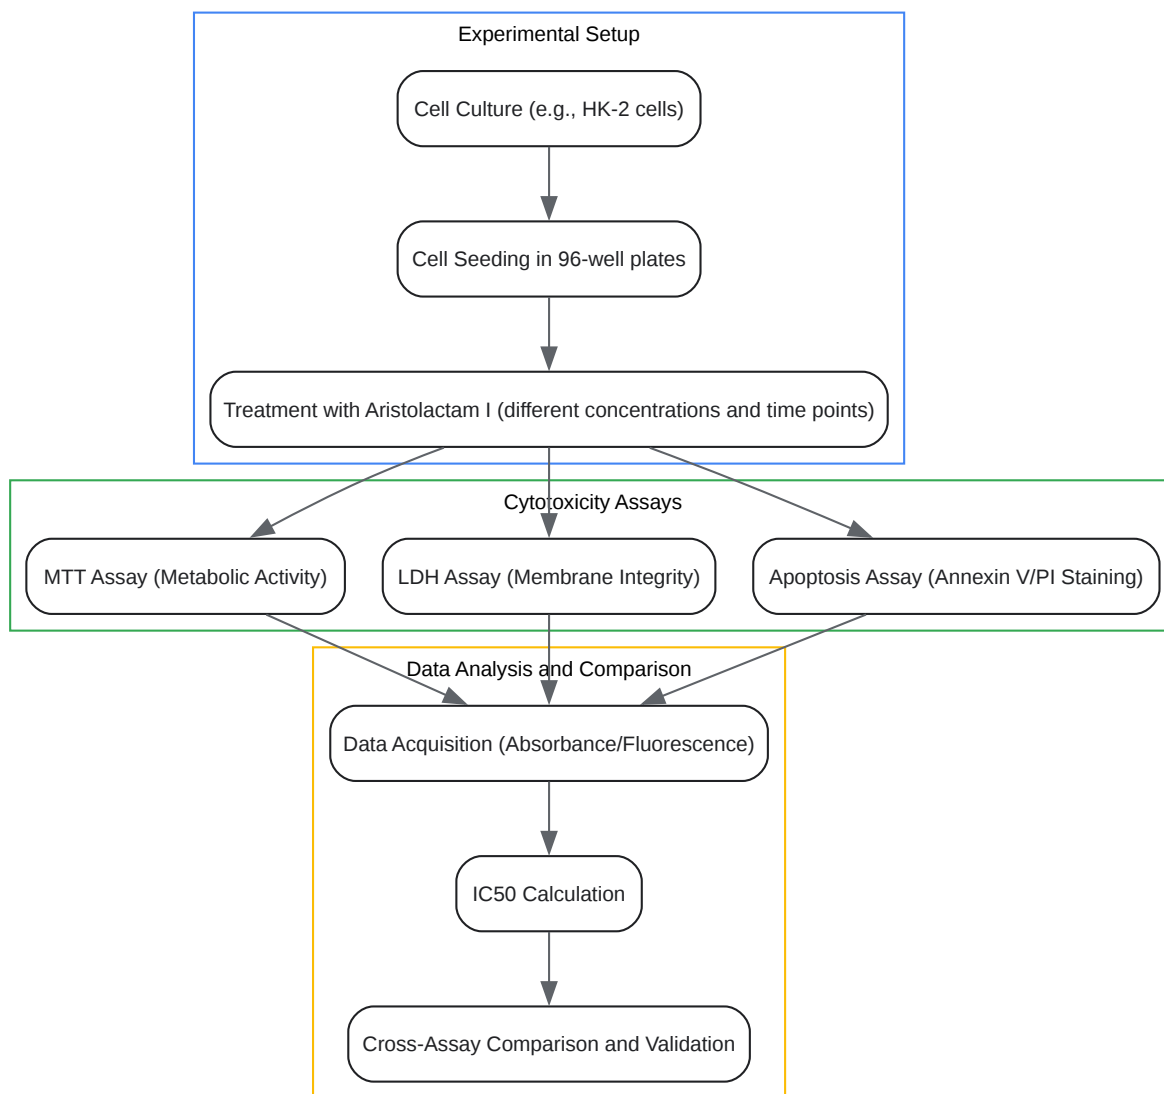 Experimental Setup
Cell Culture (e.g., HK-2 cells)
Cell Seeding in 96-well plates
Treatment with Aristolactam I (different concentrations and time points)
Cytotoxicity Assays
MTT Assay (Metabolic Activity)
LDH Assay (Membrane Integrity)
Apoptosis Assay (Annexin V/PI Staining)
Data Analysis and Comparison
Data Acquisition (Absorbance/Fluorescence)
IC50 Calculation
Cross-Assay Comparison and Validation